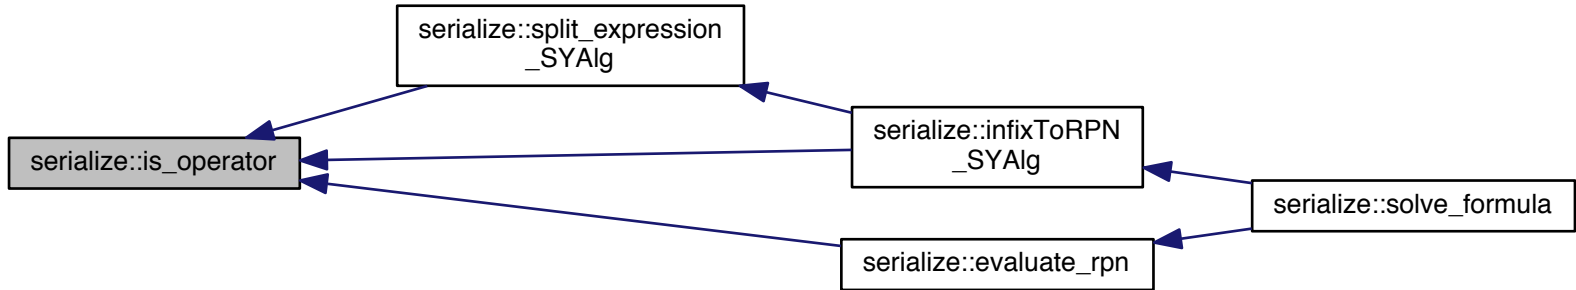 serialize::split_expression
_SYAlg
serialize::infixToRPN
_SYAlg
serialize::is_operator
serialize::solve_formula
serialize::evaluate_rpn